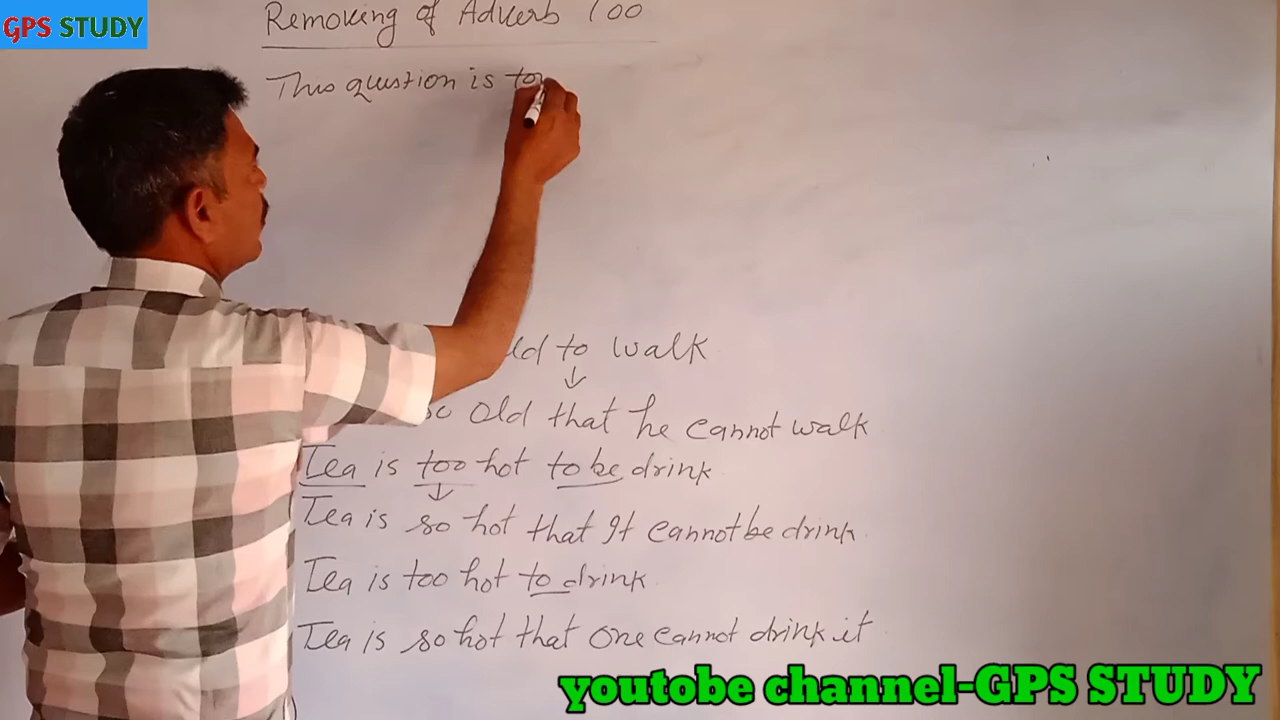 GPS STUDY
Removing of Adverb Too
This question is too
old to walk
so old that he cannot walk
Tea is too hot to be drink
Tea is so hot that It cannot be drink
Tea is too hot to drink
Tea is so hot that one cannot drink it
youtobe channel-GPS STUDY